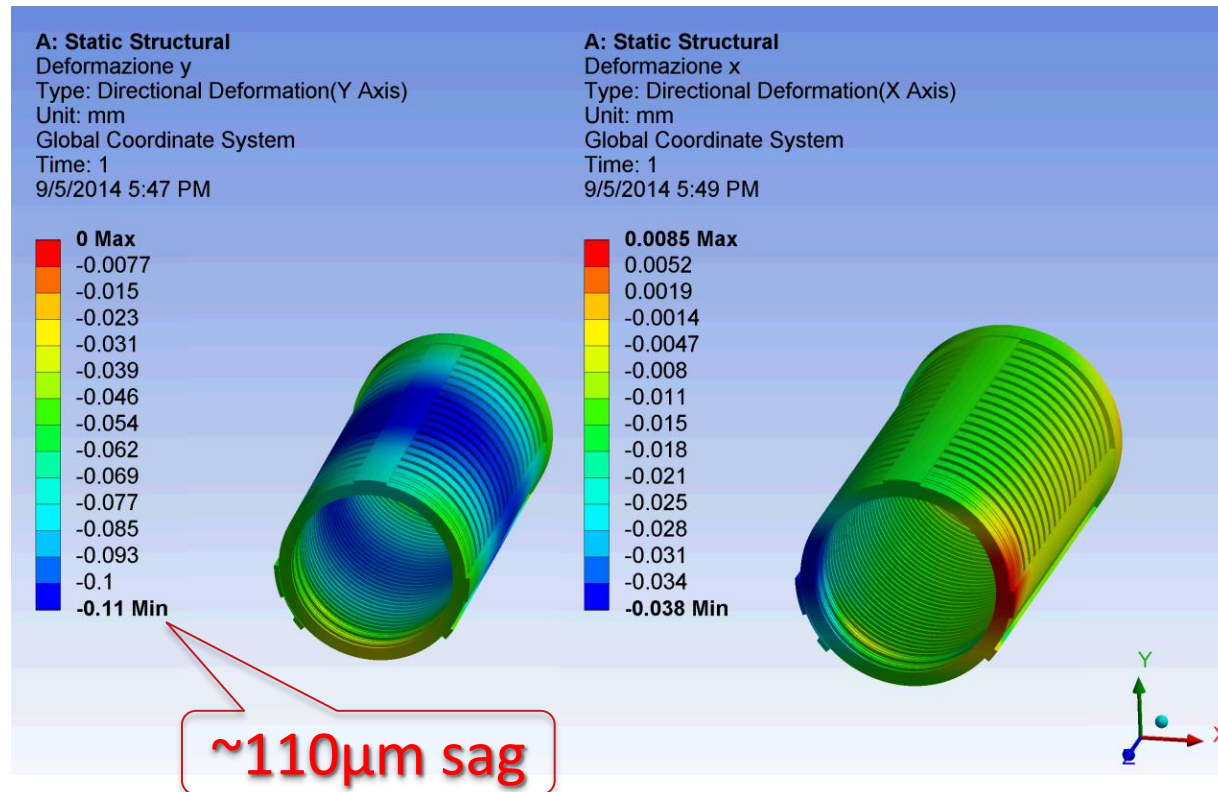 A: Static Structural
Deformazione y
Type: Directional Deformation(Y Axis)
Unit: mm
Global Coordinate System
Time: 1
9/5/2014 5:47 PM
0 Max
-0.0077
-0.015
-0.023
-0.031
-0.039
-0.046
-0.054
-0.062
-0.069
-0.077
-0.085
-0.093
-0.1
-0.11 Min
~110µm sag
A: Static Structural
Deformazione x
Type: Directional Deformation(X Axis)
Unit: mm
Global Coordinate System
Time: 1
9/5/2014 5:49 PM
0.0085 Max
0.0052
0.0019
-0.0014
-0.0047
-0.008
-0.011
-0.015
-0.018
-0.021
-0.025
-0.028
-0.031
-0.034
-0.038 Min
Y
X
Z